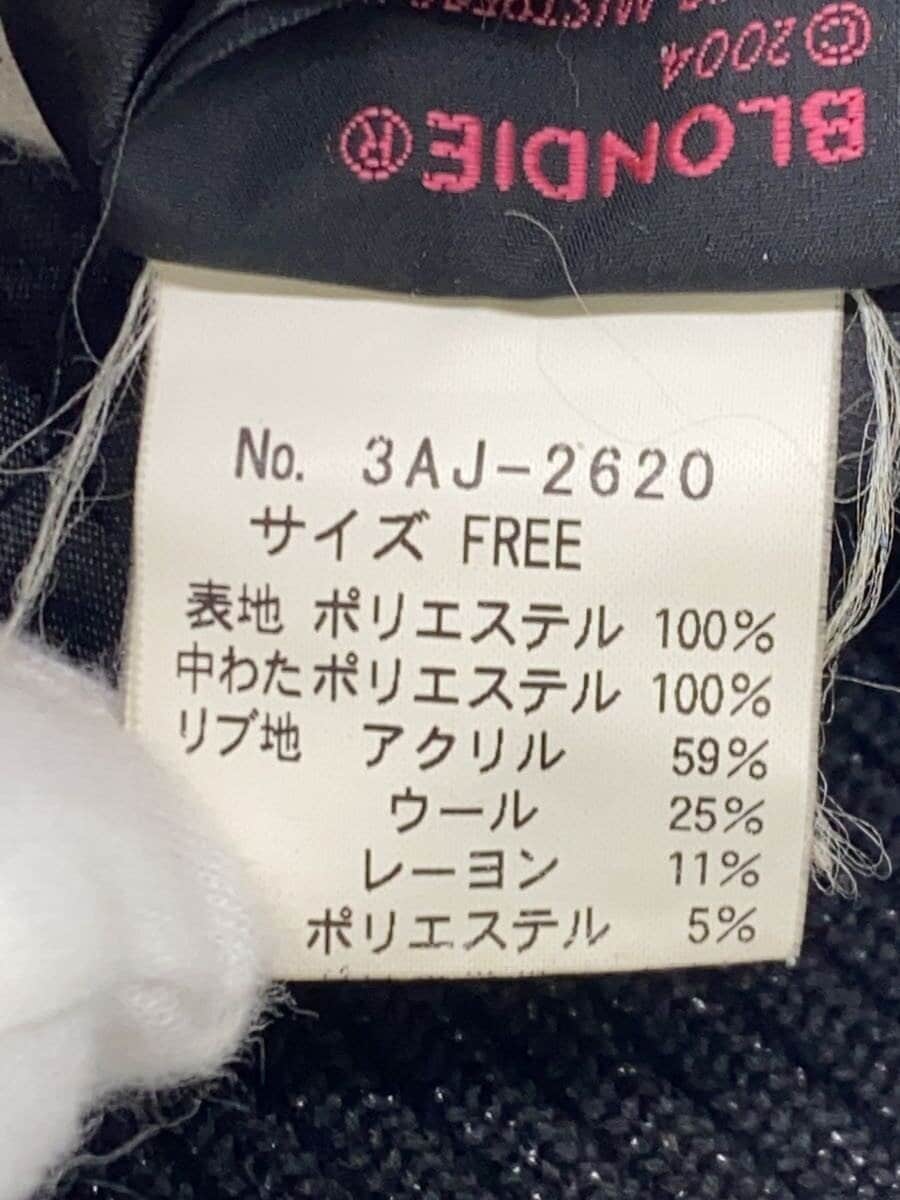 © 2004
BLONDIE®
No. 3AJ-2620
サイズ FREE
表地 ポリエステル 100%
中わた ポリエステル 100%
リブ地 アクリル 59%
ウール 25%
レーヨン 11%
ポリエステル 5%